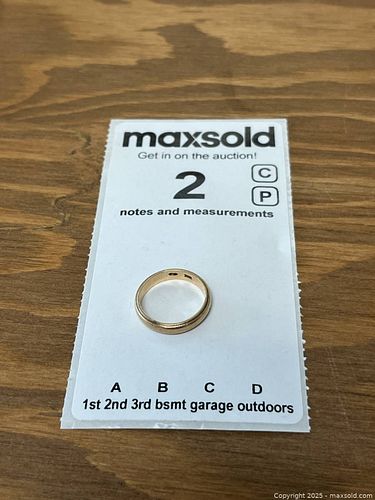 maxsold
Get in on the auction!
2
C
P
notes and measurements
A B C D
1st 2nd 3rd bsmt garage outdoors
Copyright 2025 - maxsold.com